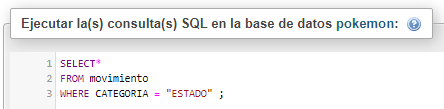 Ejecutar la(s) consulta(s) SQL en la base de datos pokemon:
1 SELECT*
2 FROM movimiento
3 WHERE CATEGORIA = "ESTADO" ;